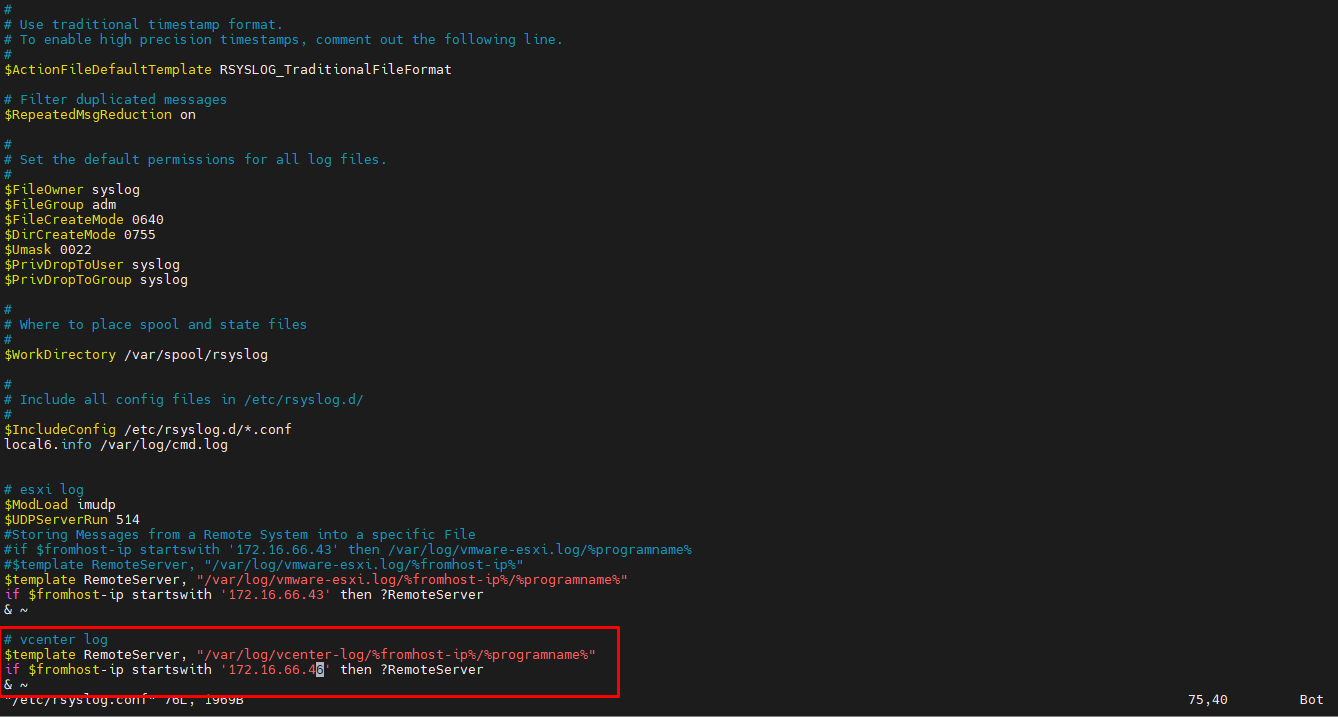 #
# Use traditional timestamp format.
# To enable high precision timestamps, comment out the following line.
#
$ActionFileDefaultTemplate RSYSLOG_TraditionalFileFormat
# Filter duplicated messages
$RepeatedMsgReduction on
#
# Set the default permissions for all log files.
#
$FileOwner syslog
$FileGroup adm
$FileCreateMode 0640
$DirCreateMode 0755
$Umask 0022
$PrivDropToUser syslog
$PrivDropToGroup syslog
#
# Where to place spool and state files
#
$WorkDirectory /var/spool/rsyslog
#
# Include all config files in /etc/rsyslog.d/
#
$IncludeConfig /etc/rsyslog.d/*.conf
local6.info /var/log/cmd.log
# esxi log
$ModLoad imudp
$UDPServerRun 514
#Storing Messages from a Remote System into a specific File
#if $fromhost-ip startswith '172.16.66.43' then /var/log/vmware-esxi.log/%programname%
#$template RemoteServer, "/var/log/vmware-esxi.log/%fromhost-ip%"
$template RemoteServer, "/var/log/vmware-esxi.log/%fromhost-ip%/%programname%"
if $fromhost-ip startswith '172.16.66.43' then ?RemoteServer
& ~
# vcenter log
$template RemoteServer, "/var/log/vcenter-log/%fromhost-ip%/%programname%"
if $fromhost-ip startswith '172.16.66.46' then ?RemoteServer
& ~
"/etc/rsyslog.conf" 76L, 1969B 75,40 Bot